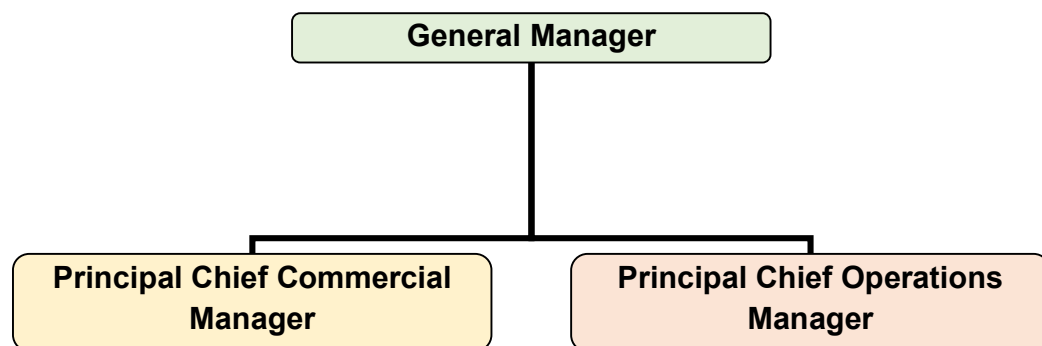 General Manager
Principal Chief Commercial
Manager
Principal Chief Operations
Manager